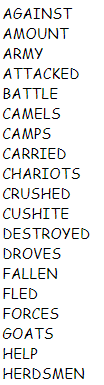 AGAINST
AMOUNT
ARMY
ATTACKED
BATTLE
CAMELS
CAMPS
CARRIED
CHARIOTS
CRUSHED
CUSHITE
DESTROYED
DROVES
FALLEN
FLED
FORCES
GOATS
HELP
HERDSMEN